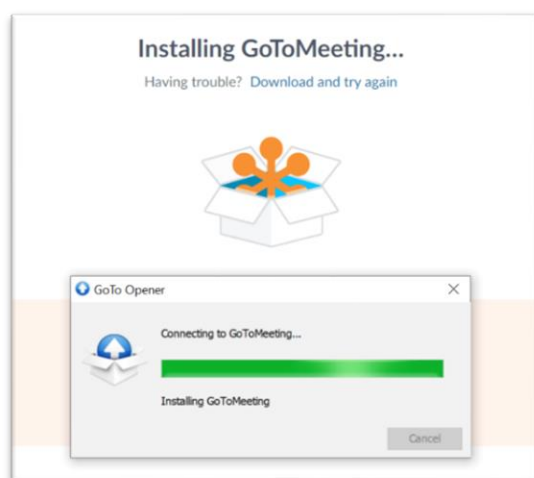 Installing GoToMeeting...
Having trouble? Download and try again
GoTo Opener
Connecting to GoToMeeting...
Installing GoToMeeting
Cancel